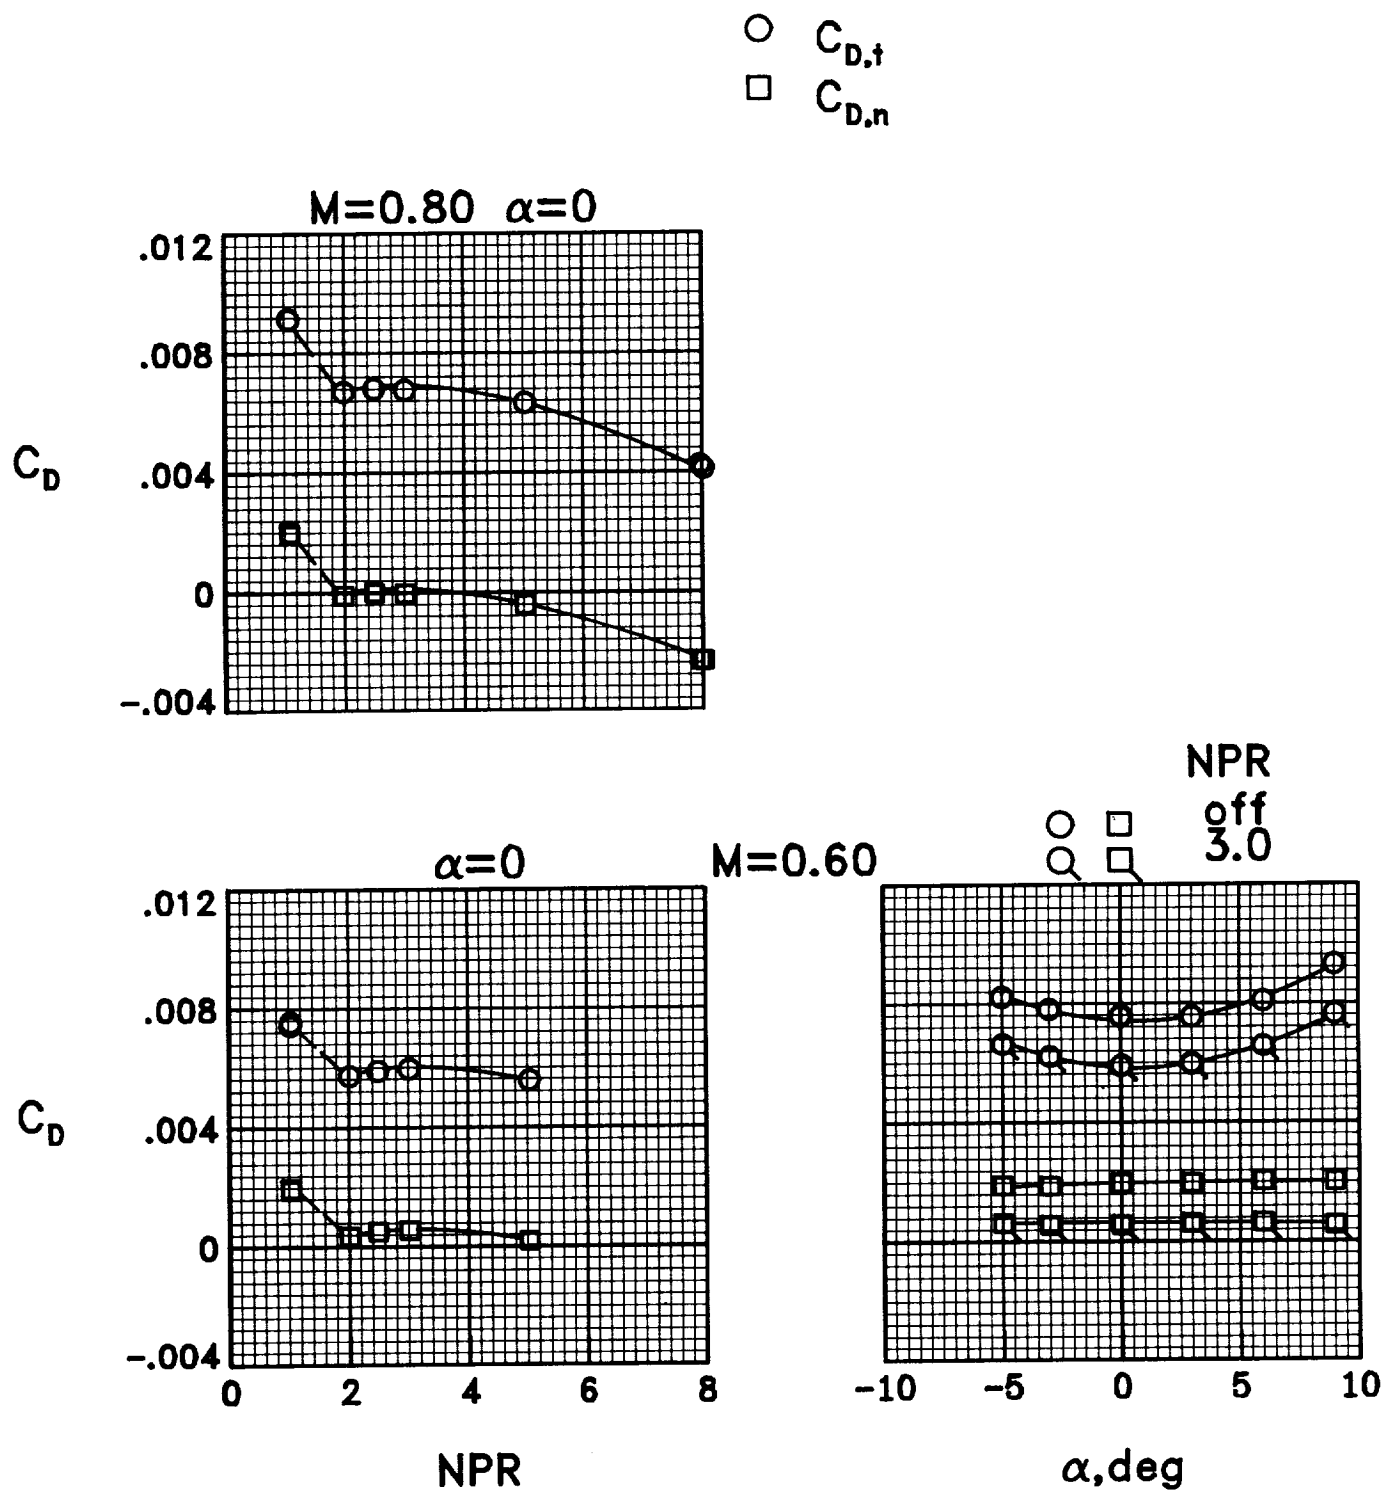 C_D,t
C_D,n
M=0.80 α=0
.012
.008
C_D
.004
0
-.004
NPR
off
3.0
α=0
M=0.60
.012
.008
C_D
.004
0
-.004
0 2 4 6 8
-10 -5 0 5 10
NPR
α,deg